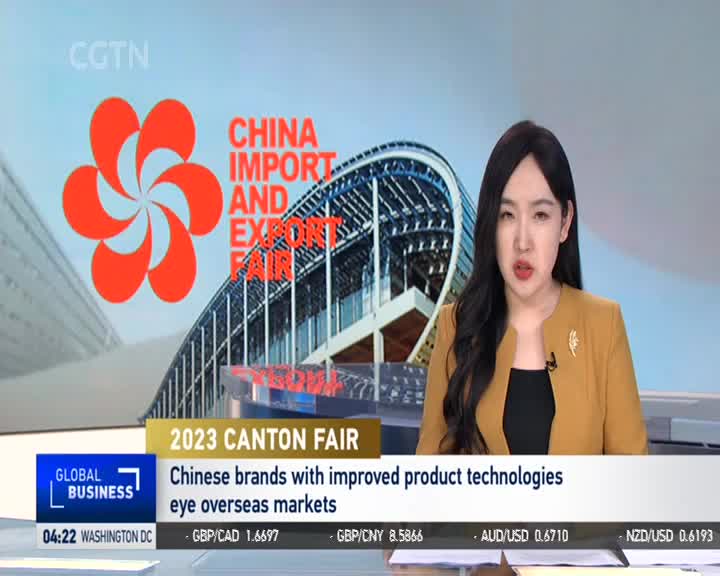 CGTN
CHINA
IMPORT
AND
EXPORT
FAIR
2023 CANTON FAIR
GLOBAL
BUSINESS
Chinese brands with improved product technologies
eye overseas markets
04:22 WASHINGTON DC
· GBP/CAD 1.6697 · GBP/CNY 8.5866 · AUD/USD 0.6710 · NZD/USD 0.6193